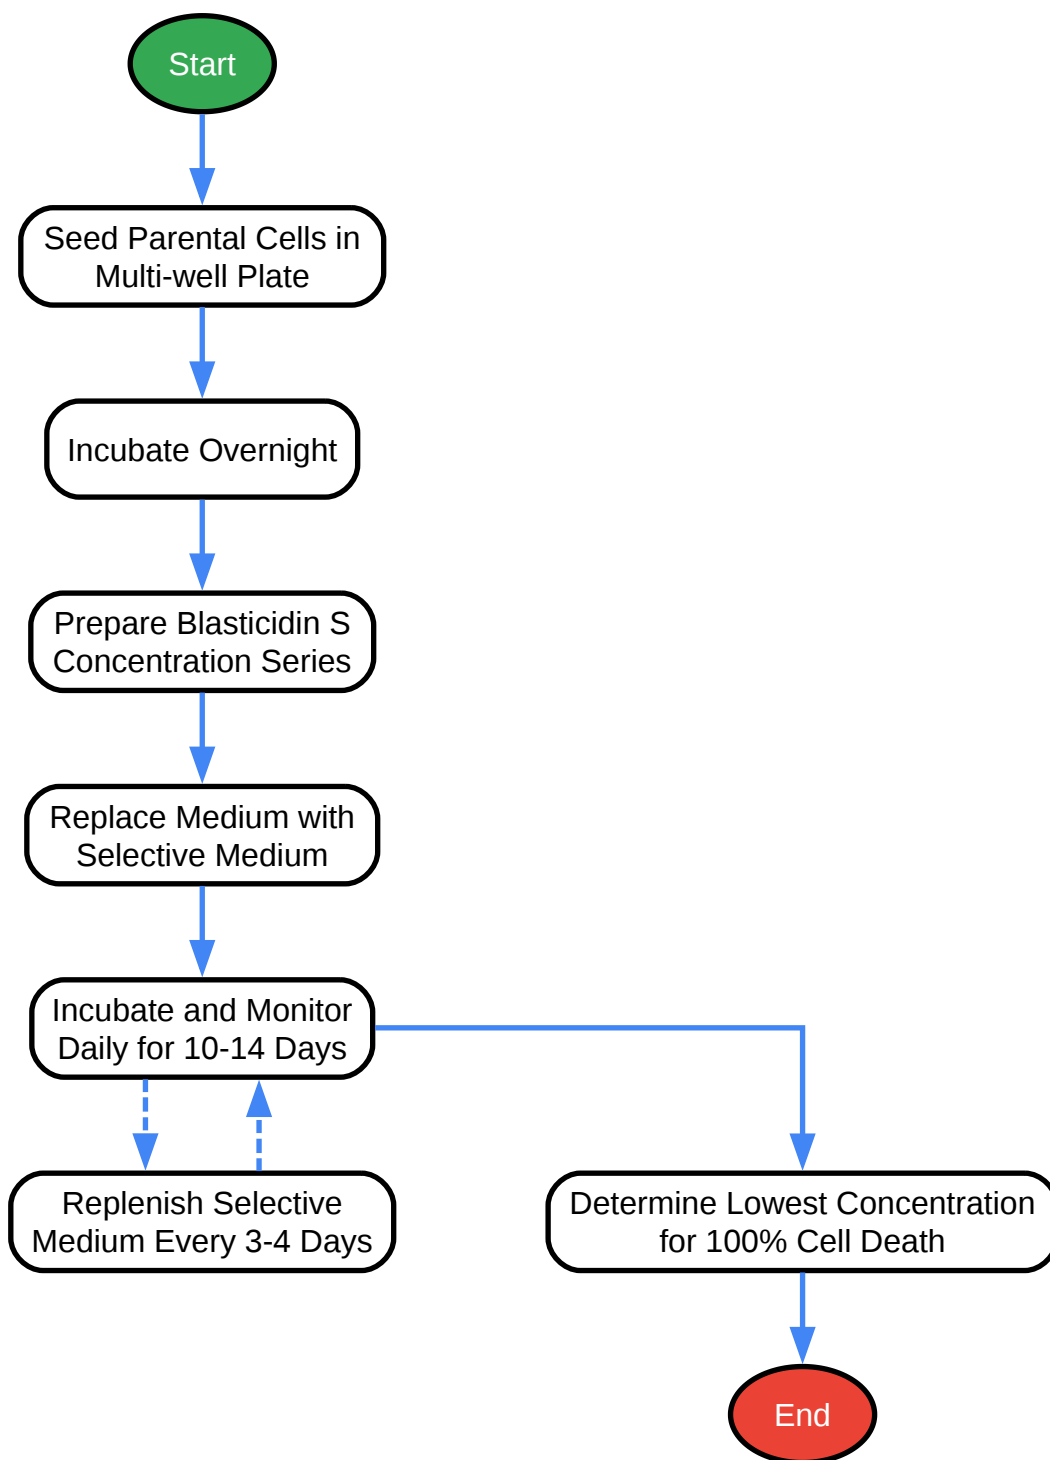 Start
Seed Parental Cells in
Multi-well Plate
Incubate Overnight
Prepare Blasticidin S
Concentration Series
Replace Medium with
Selective Medium
Incubate and Monitor
Daily for 10-14 Days
Replenish Selective
Medium Every 3-4 Days
Determine Lowest Concentration
for 100% Cell Death
End